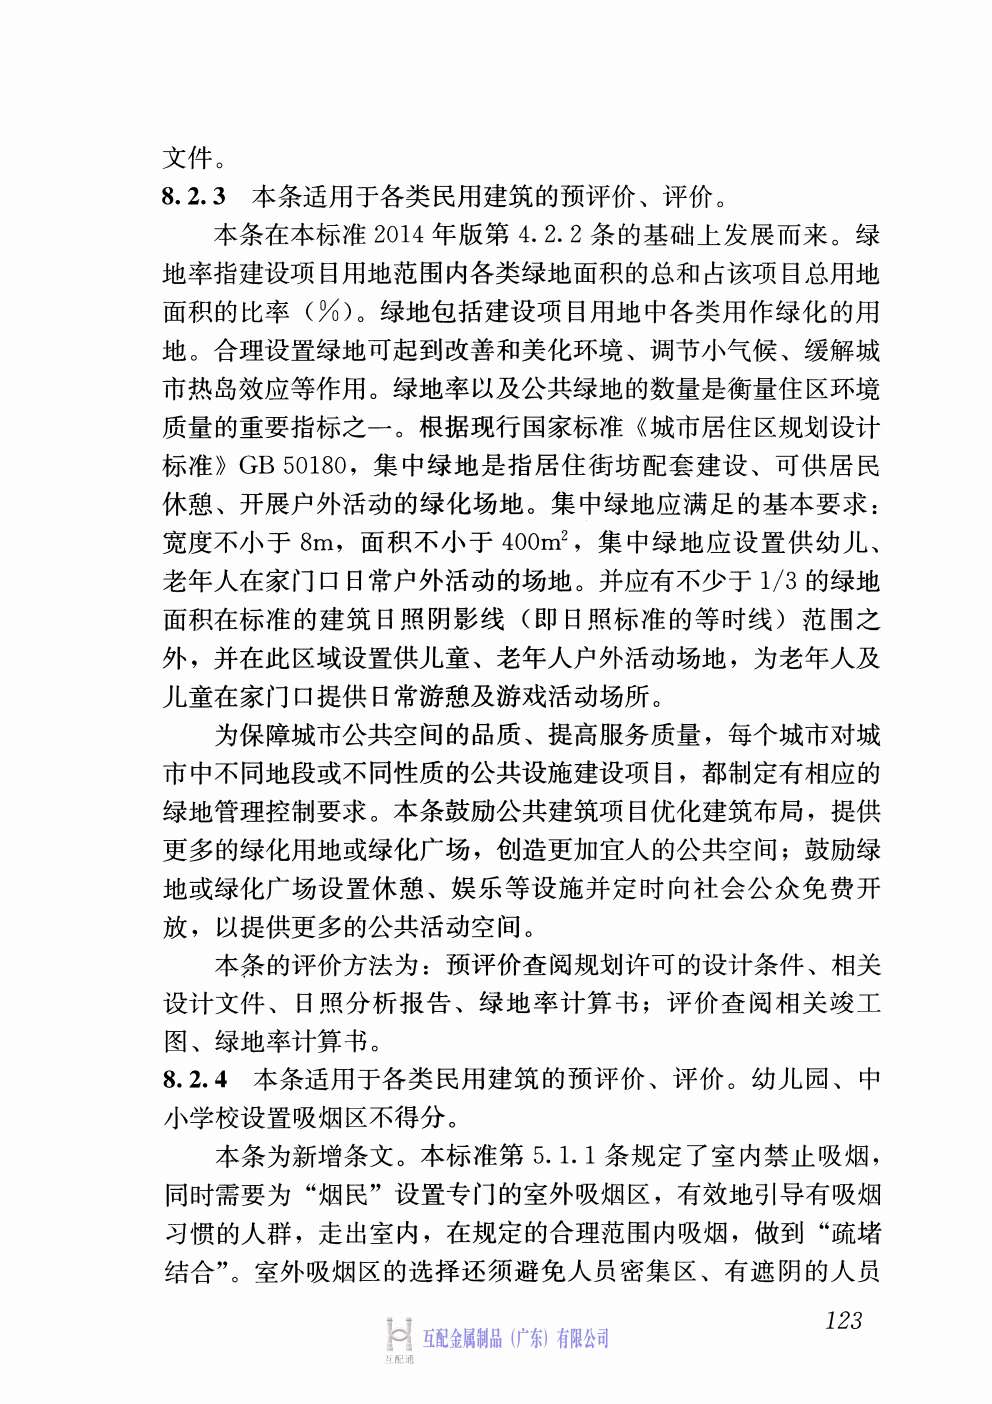 文件。
8.2.3　本条适用于各类民用建筑的预评价、评价。
本条在本标准 2014 年版第 4.2.2 条的基础上发展而来。绿
地率指建设项目用地范围内各类绿地面积的总和占该项目总用地
面积的比率（%）。绿地包括建设项目用地中各类用作绿化的用
地。合理设置绿地可起到改善和美化环境、调节小气候、缓解城
市热岛效应等作用。绿地率以及公共绿地的数量是衡量住区环境
质量的重要指标之一。根据现行国家标准《城市居住区规划设计
标准》GB 50180，集中绿地是指居住街坊配套建设、可供居民
休憩、开展户外活动的绿化场地。集中绿地应满足的基本要求：
宽度不小于 8m，面积不小于 400m²，集中绿地应设置供幼儿、
老年人在家门口日常户外活动的场地。并应有不少于 1/3 的绿地
面积在标准的建筑日照阴影线（即日照标准的等时线）范围之
外，并在此区域设置供儿童、老年人户外活动场地，为老年人及
儿童在家门口提供日常游憩及游戏活动场所。
为保障城市公共空间的品质、提高服务质量，每个城市对城
市中不同地段或不同性质的公共设施建设项目，都制定有相应的
绿地管理控制要求。本条鼓励公共建筑项目优化建筑布局，提供
更多的绿化用地或绿化广场，创造更加宜人的公共空间；鼓励绿
地或绿化广场设置休憩、娱乐等设施并定时向社会公众免费开
放，以提供更多的公共活动空间。
本条的评价方法为：预评价查阅规划许可的设计条件、相关
设计文件、日照分析报告、绿地率计算书；评价查阅相关竣工
图、绿地率计算书。
8.2.4　本条适用于各类民用建筑的预评价、评价。幼儿园、中
小学校设置吸烟区不得分。
本条为新增条文。本标准第 5.1.1 条规定了室内禁止吸烟，
同时需要为“烟民”设置专门的室外吸烟区，有效地引导有吸烟
习惯的人群，走出室内，在规定的合理范围内吸烟，做到“疏堵
结合”。室外吸烟区的选择还须避免人员密集区、有遮阴的人员
123
互配金属制品（广东）有限公司
互配通